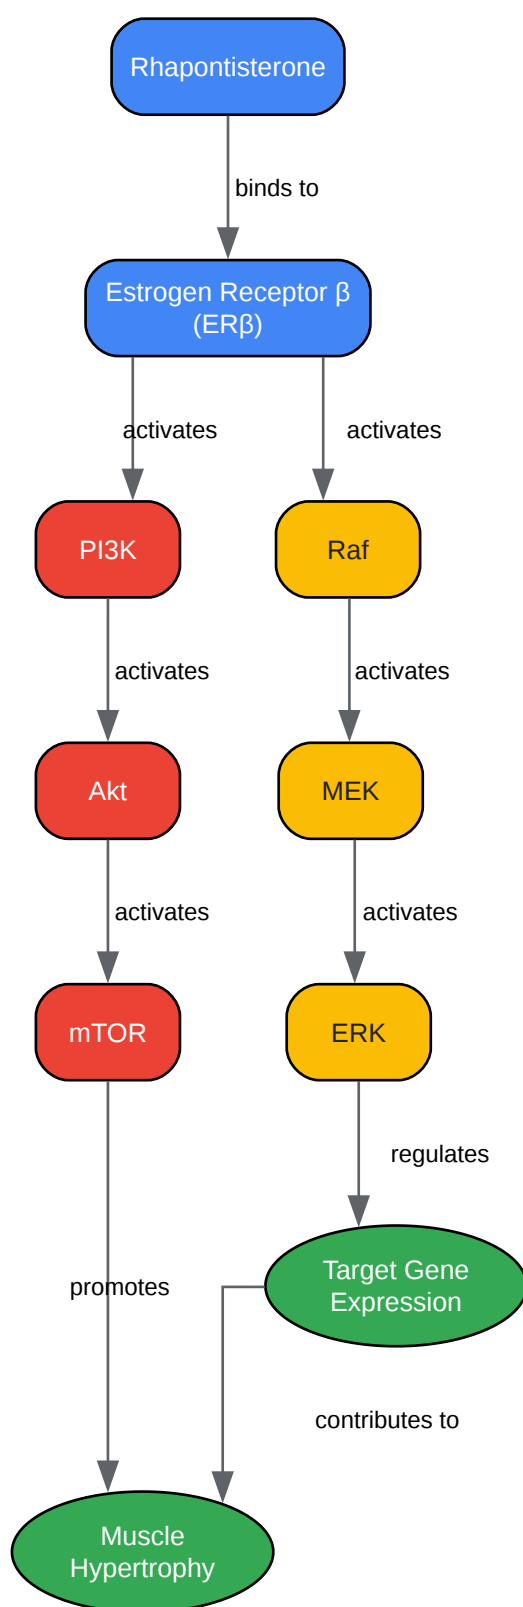 Rhapontisterone
binds to
Estrogen Receptor β
(ERβ)
activates
activates
PI3K
Raf
activates
activates
Akt
MEK
activates
activates
mTOR
ERK
regulates
Target Gene
Expression
promotes
contributes to
Muscle
Hypertrophy